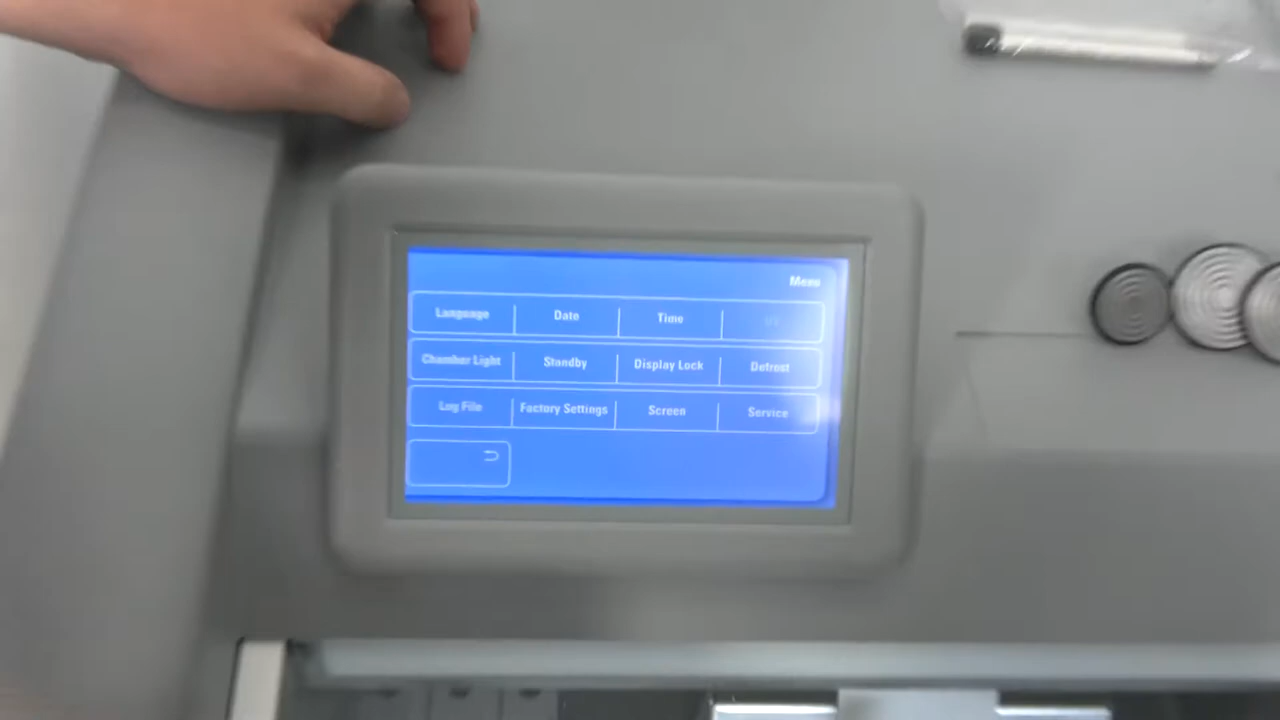 Menu
Language Date Time
Chamber Light Standby Display Lock Defrost
Log File Factory Settings Screen Service